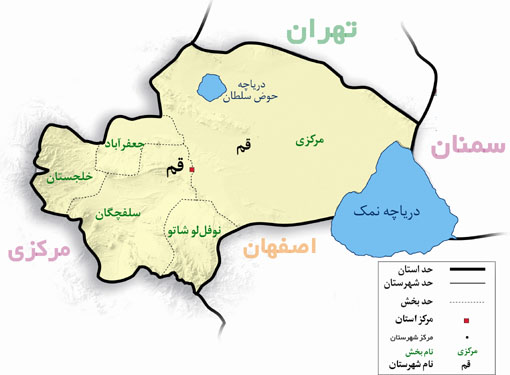 تهران
دریاچه
حوض سلطان
سمنان
مرکزی
قم
جعفرآباد
قم
خلجستان
سلفچگان
نوفل لو شاتو
دریاچه نمک
اصفهان
مرکزی
حد استان
حد شهرستان
حد بخش
مرکز استان
مرکز شهرستان
نام بخش مرکزی
نام شهرستان قم